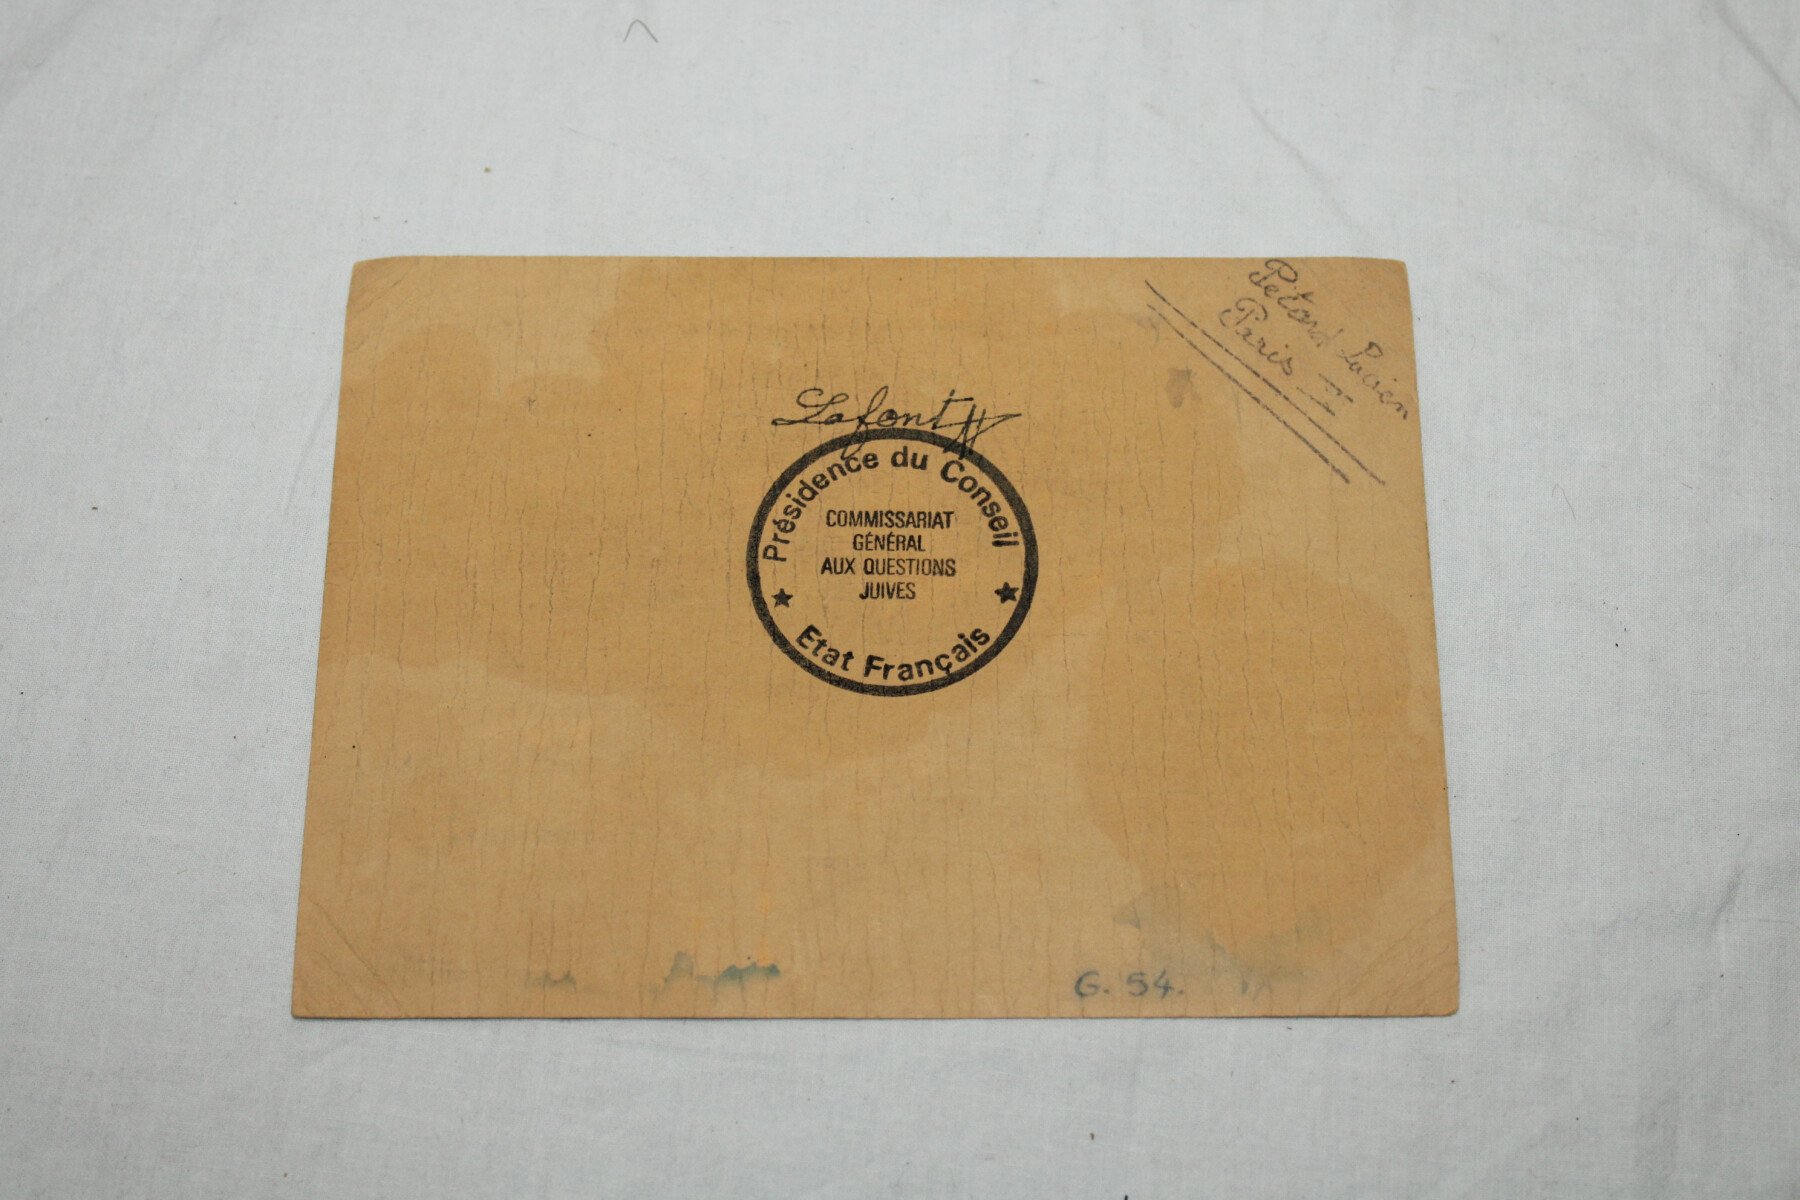 Petard Lucien
Paris
Lafont
Présidence du Conseil
COMMISSARIAT
GÉNÉRAL
AUX QUESTIONS
JUIVES
★ ★
Etat Français
G. 54.